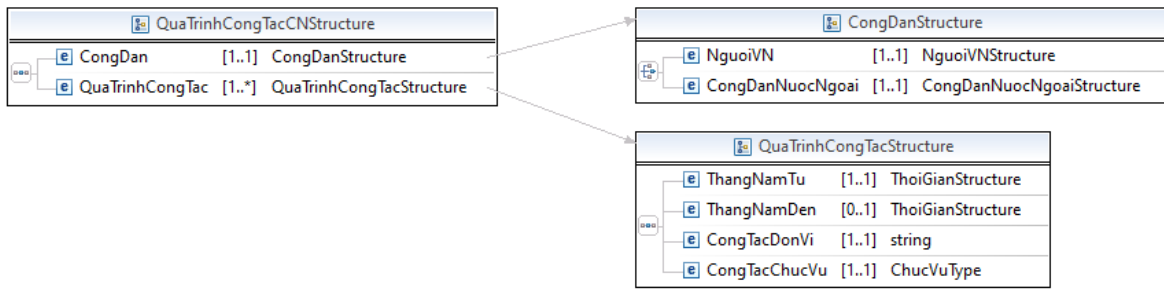 QuaTrinhCongTacCNStructure
CongDan [1..1] CongDanStructure
QuaTrinhCongTac [1..*] QuaTrinhCongTacStructure
CongDanStructure
NguoiVN [1..1] NguoiVNStructure
CongDanNuocNgoai [1..1] CongDanNuocNgoaiStructure
QuaTrinhCongTacStructure
ThangNamTu [1..1] ThoiGianStructure
ThangNamDen [0..1] ThoiGianStructure
CongTacDonVi [1..1] string
CongTacChucVu [1..1] ChucVuType